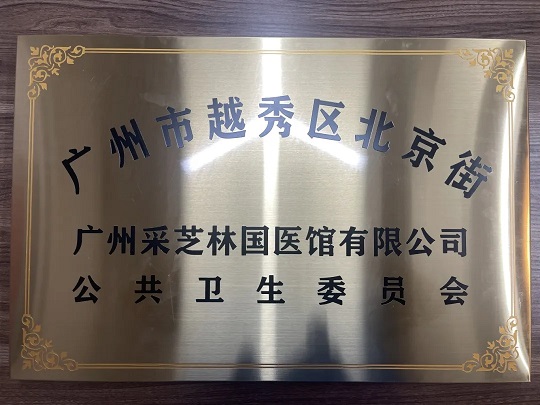 广州市越秀区北京街
广州采芝林国医馆有限公司
公共卫生委员会